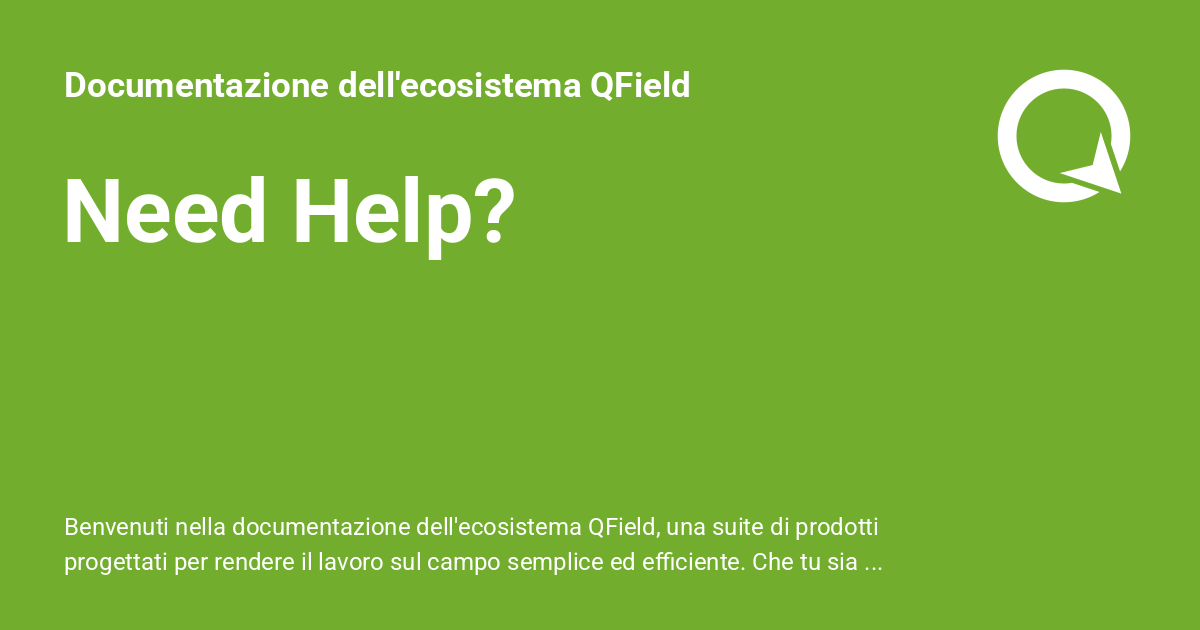 Documentazione dell'ecosistema QField
Need Help?
Benvenuti nella documentazione dell'ecosistema QField, una suite di prodotti
progettati per rendere il lavoro sul campo semplice ed efficiente. Che tu sia ...